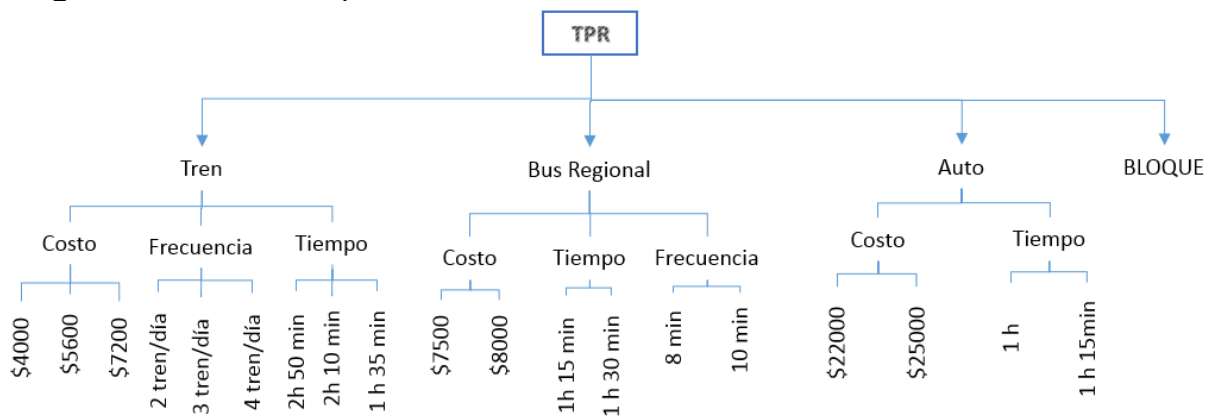 TPR
Tren
Bus Regional
Auto
BLOQUE
Costo
Frecuencia
Tiempo
Costo
Tiempo
Frecuencia
Costo
Tiempo
$4000
$5600
$7200
2 tren/día
3 tren/día
4 tren/día
2h 50 min
2h 10 min
1 h 35 min
$7500
$8000
1h 15 min
1 h 30 min
8 min
10 min
$22000
$25000
1 h
1 h 15min